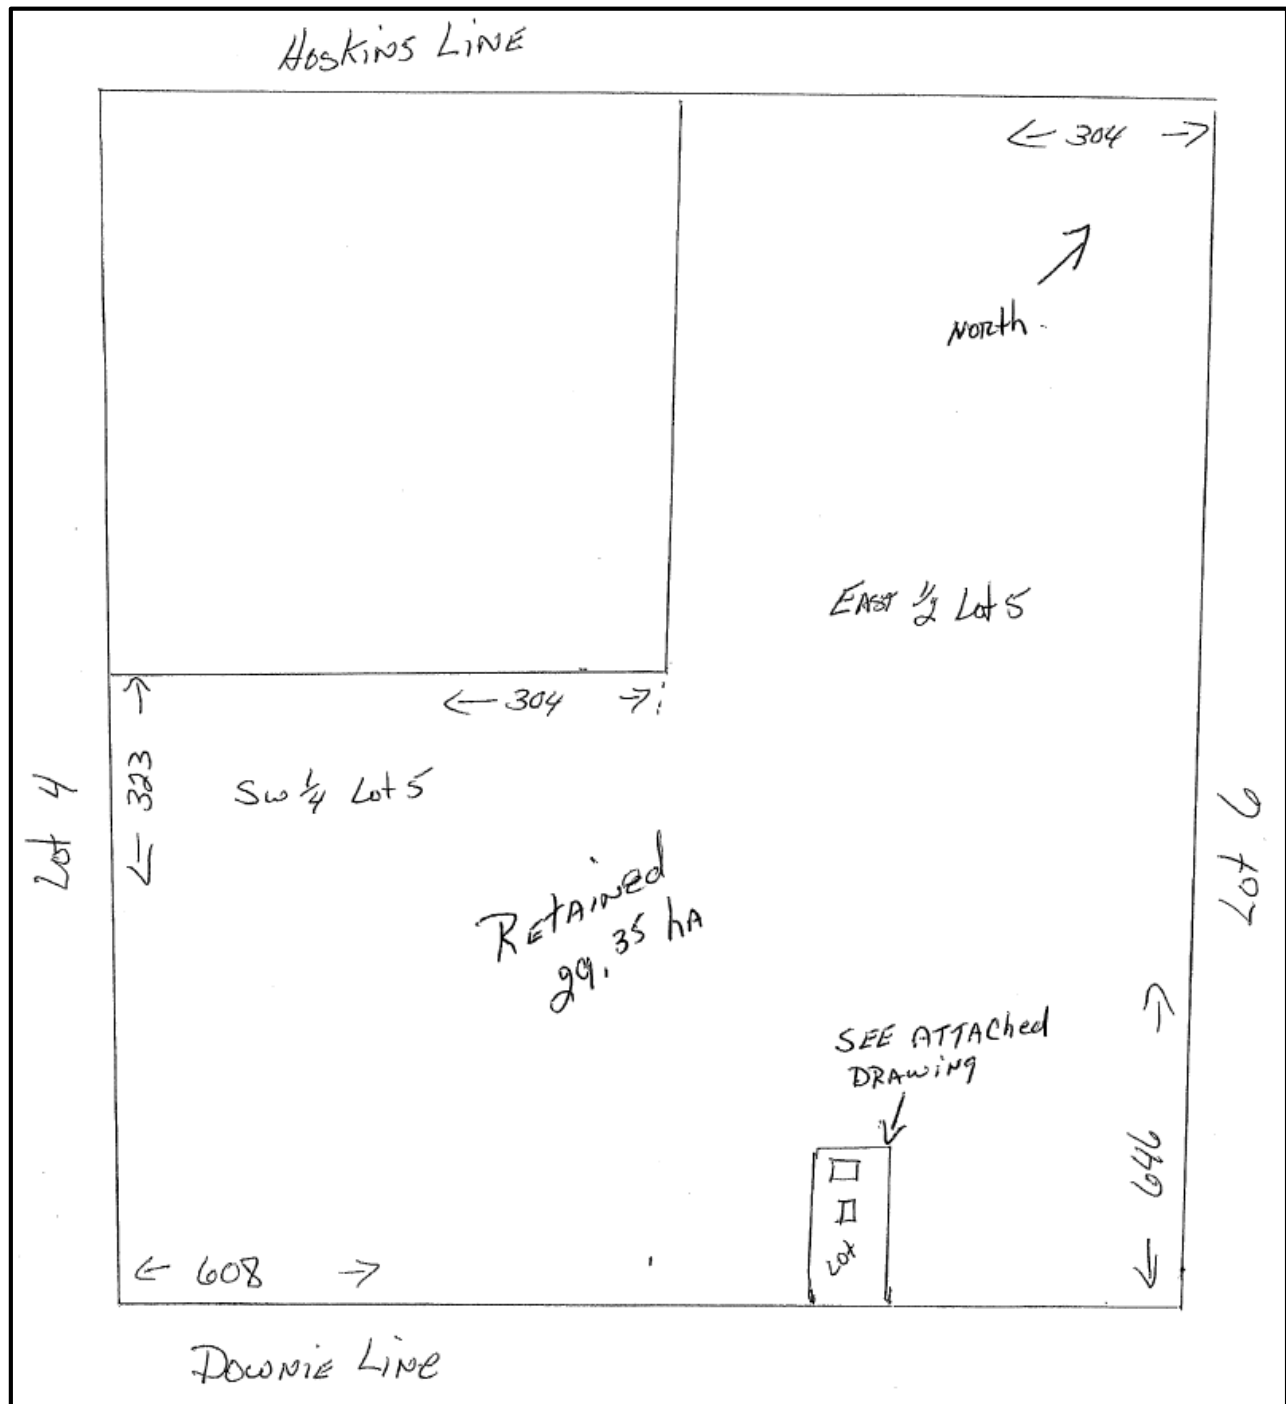 Hoskins Line
← 304 →
North.
East 1/2 Lot 5
← 304 →
← 323 →
SW 1/4 Lot 5
Lot 4
Lot 6
Retained
29.35 hA
SEE ATTAChed
DRAWiNg
Lot
← 646 →
← 608 →
Downie Line